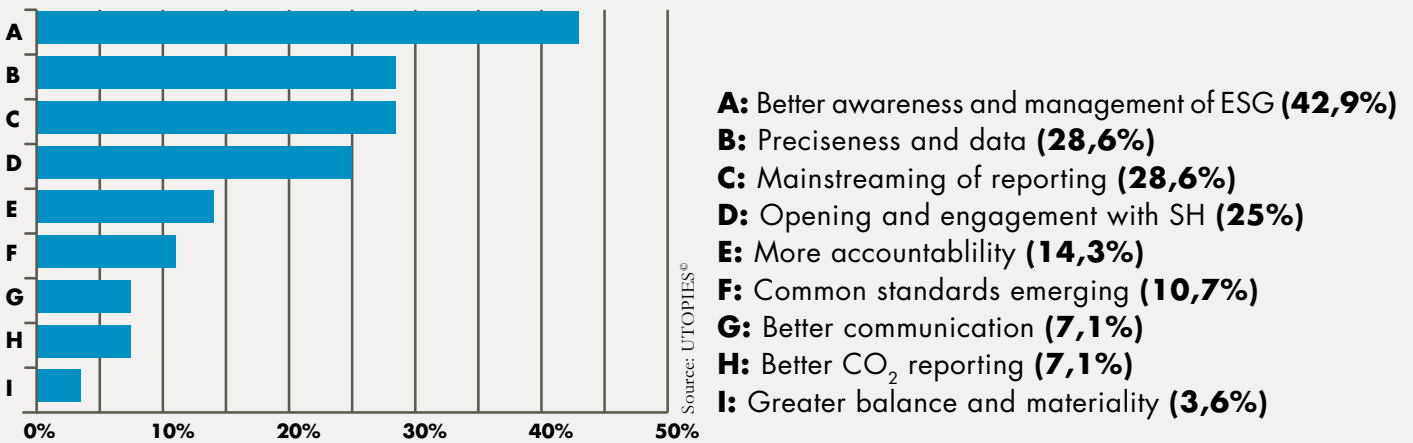 A
B
C
D
E
F
G
H
I
0% 10% 20% 30% 40% 50%
Source: UTOPIES©
A: Better awareness and management of ESG (42,9%)
B: Preciseness and data (28,6%)
C: Mainstreaming of reporting (28,6%)
D: Opening and engagement with SH (25%)
E: More accountablility (14,3%)
F: Common standards emerging (10,7%)
G: Better communication (7,1%)
H: Better CO₂ reporting (7,1%)
I: Greater balance and materiality (3,6%)